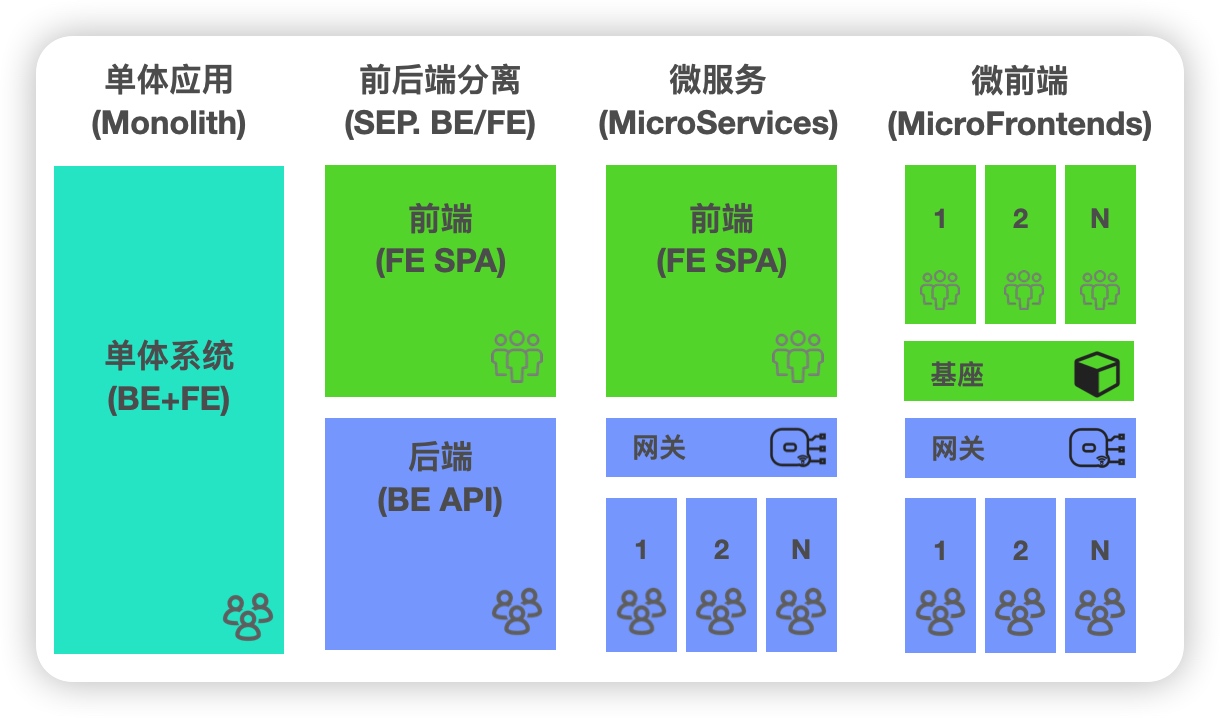 单体应用
(Monolith)
单体系统
(BE+FE)
前后端分离
(SEP. BE/FE)
前端
(FE SPA)
后端
(BE API)
微服务
(MicroServices)
前端
(FE SPA)
网关
1 2 N
微前端
(MicroFrontends)
1 2 N
基座
网关
1 2 N